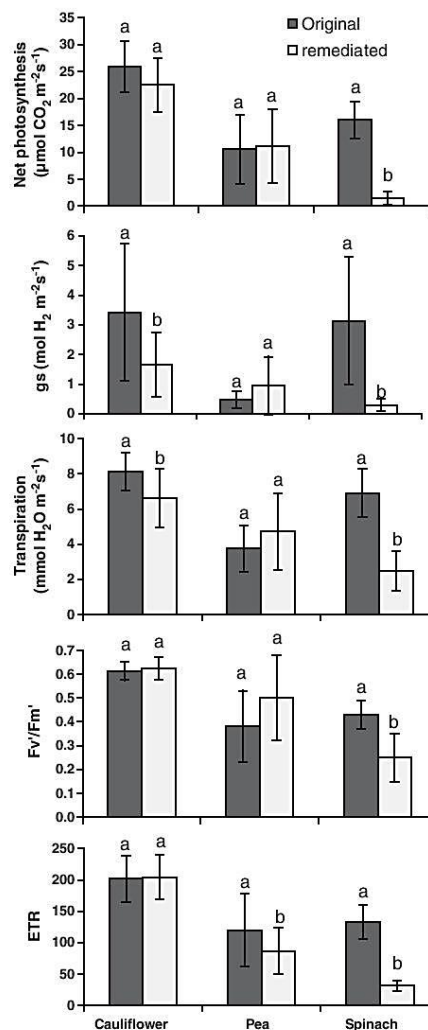 Original
remediated
Net photosynthesis
(µmol CO₂ m⁻²s⁻¹)
35
30
25
20
15
10
5
0
a
a
a
a
a
b
gs (mol H₂ m⁻²s⁻¹)
6
5
4
3
2
1
0
a
b
a
a
a
b
Transpiration
(mmol H₂O m⁻²s⁻¹)
10
8
6
4
2
0
a
b
a
a
a
b
Fv'/Fm'
0.7
0.6
0.5
0.4
0.3
0.2
0.1
0.0
a
a
a
a
a
b
ETR
250
200
150
100
50
0
a
a
a
b
a
b
Cauliflower Pea Spinach